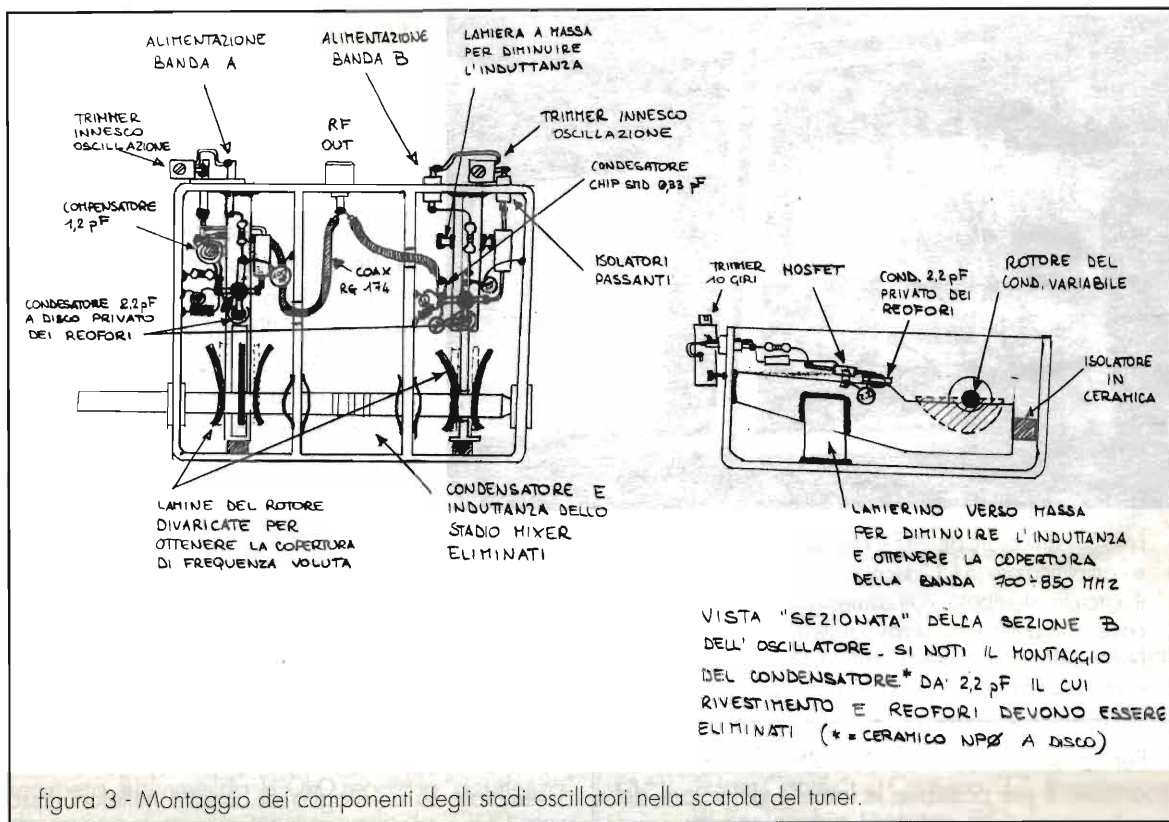 ALIMENTAZIONE
BANDA A
ALIMENTAZIONE
BANDA B
LAMIERA A MASSA
PER DIMINUIRE
L'INDUTTANZA
TRIMMER
INNESCO
OSCILLAZIONE
RF
OUT
TRIMMER INNESCO
OSCILLAZIONE
CONDESATORE
CHIP SMD 0,33 pF
COMPENSATORE
1,2 pF
ISOLATORI
PASSANTI
COAX
RG 174
CONDESATORE 2,2 pF
A DISCO PRIVATO
DEI REOFORI
LAMINE DEL ROTORE
DIVARICATE PER
OTTENERE LA COPERTURA
DI FREQUENZA VOLUTA
CONDENSATORE E
INDUTTANZA DELLO
STADIO MIXER
ELIMINATI
TRIMMER
10 GIRI
MOSFET
COND. 2,2 pF
PRIVATO DEI
REOFORI
ROTORE DEL
COND. VARIABILE
ISOLATORE
IN
CERAMICA
LAMIERINO VERSO MASSA
PER DIMINUIRE L'INDUTTANZA
E OTTENERE LA COPERTURA
DELLA BANDA 700÷850 MHz
VISTA "SEZIONATA" DELLA SEZIONE B
DELL' OSCILLATORE. SI NOTI IL MONTAGGIO
DEL CONDENSATORE* DA' 2,2 pF IL CUI
RIVESTIMENTO E REOFORI DEVONO ESSERE
ELIMINATI (* = CERAMICO NPØ A DISCO)
figura 3 - Montaggio dei componenti degli stadi oscillatori nella scatola del tuner.